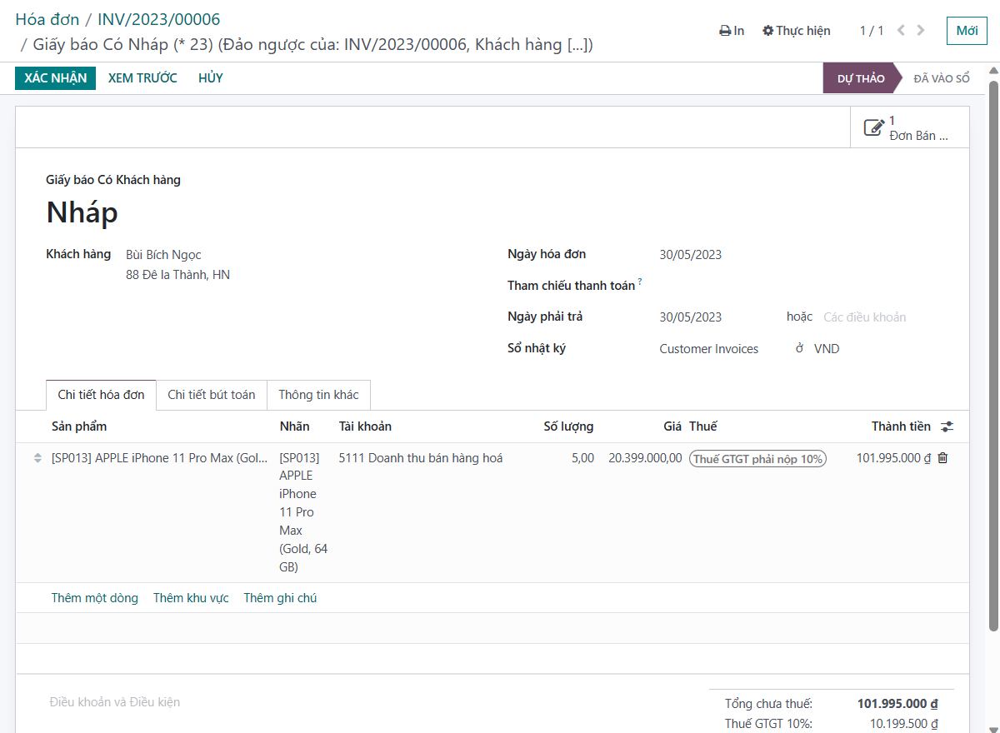 Hóa đơn / INV/2023/00006
/ Giấy báo Có Nháp (* 23) (Đảo ngược của: INV/2023/00006, Khách hàng [...])
In Thực hiện 1 / 1 Mới
XÁC NHẬN XEM TRƯỚC HỦY DỰ THẢO ĐÃ VÀO SỔ
1
Đơn Bán ...
Giấy báo Có Khách hàng
Nháp
Khách hàng Bùi Bích Ngọc
88 Đê la Thành, HN
Ngày hóa đơn 30/05/2023
Tham chiếu thanh toán ?
Ngày phải trả 30/05/2023 hoặc Các điều khoản
Sổ nhật ký Customer Invoices ở VND
Chi tiết hóa đơn Chi tiết bút toán Thông tin khác
Sản phẩm Nhãn Tài khoản Số lượng Giá Thuế Thành tiền
[SP013] APPLE iPhone 11 Pro Max (Gol... [SP013] 5111 Doanh thu bán hàng hoá 5,00 20.399.000,00 Thuế GTGT phải nộp 10% 101.995.000 ₫
APPLE
iPhone
11 Pro
Max
(Gold, 64
GB)
Thêm một dòng Thêm khu vực Thêm ghi chú
Điều khoản và Điều kiện
Tổng chưa thuế: 101.995.000 ₫
Thuế GTGT 10%: 10.199.500 ₫